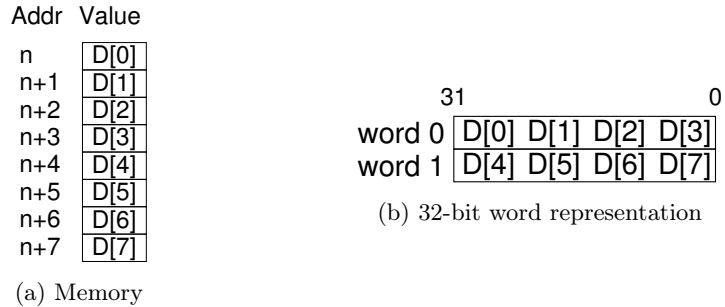 Addr Value
n D[0]
n+1 D[1]
n+2 D[2]
n+3 D[3]
n+4 D[4]
n+5 D[5]
n+6 D[6]
n+7 D[7]
(a) Memory
31 0
word 0 D[0] D[1] D[2] D[3]
word 1 D[4] D[5] D[6] D[7]
(b) 32-bit word representation